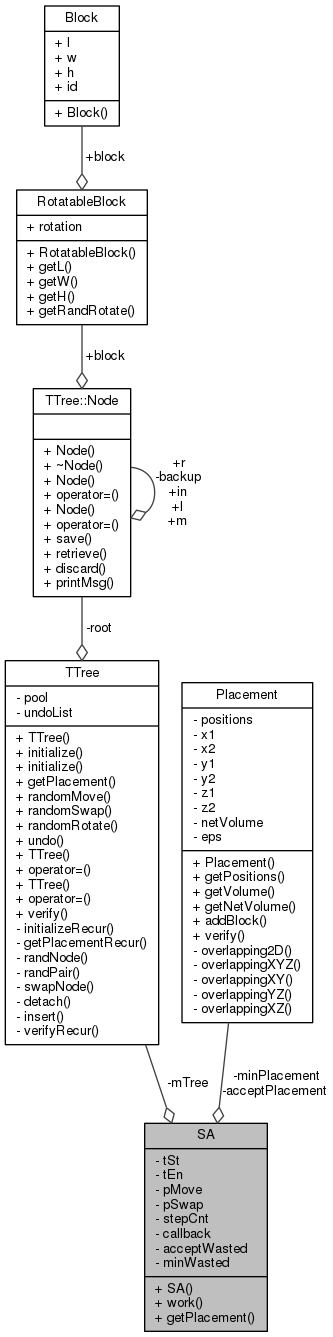 Block
+ l
+ w
+ h
+ id
+ Block()
+block
RotatableBlock
+ rotation
+ RotatableBlock()
+ getL()
+ getW()
+ getH()
+ getRandRotate()
+block
TTree::Node
+ Node()
+ ~Node()
+ Node()
+ operator=()
+ Node()
+ operator=()
+ save()
+ retrieve()
+ discard()
+ printMsg()
+r
-backup
+in
+l
+m
-root
TTree
- pool
- undoList
+ TTree()
+ initialize()
+ initialize()
+ getPlacement()
+ randomMove()
+ randomSwap()
+ randomRotate()
+ undo()
+ TTree()
+ operator=()
+ TTree()
+ operator=()
+ verify()
- initializeRecur()
- getPlacementRecur()
- randNode()
- randPair()
- swapNode()
- detach()
- insert()
- verifyRecur()
Placement
- positions
- x1
- x2
- y1
- y2
- z1
- z2
- netVolume
- eps
+ Placement()
+ getPositions()
+ getVolume()
+ getNetVolume()
+ addBlock()
+ verify()
- overlapping2D()
- overlappingXYZ()
- overlappingXY()
- overlappingYZ()
- overlappingXZ()
-mTree
-minPlacement
-acceptPlacement
SA
- tSt
- tEn
- pMove
- pSwap
- stepCnt
- callback
- acceptWasted
- minWasted
+ SA()
+ work()
+ getPlacement()